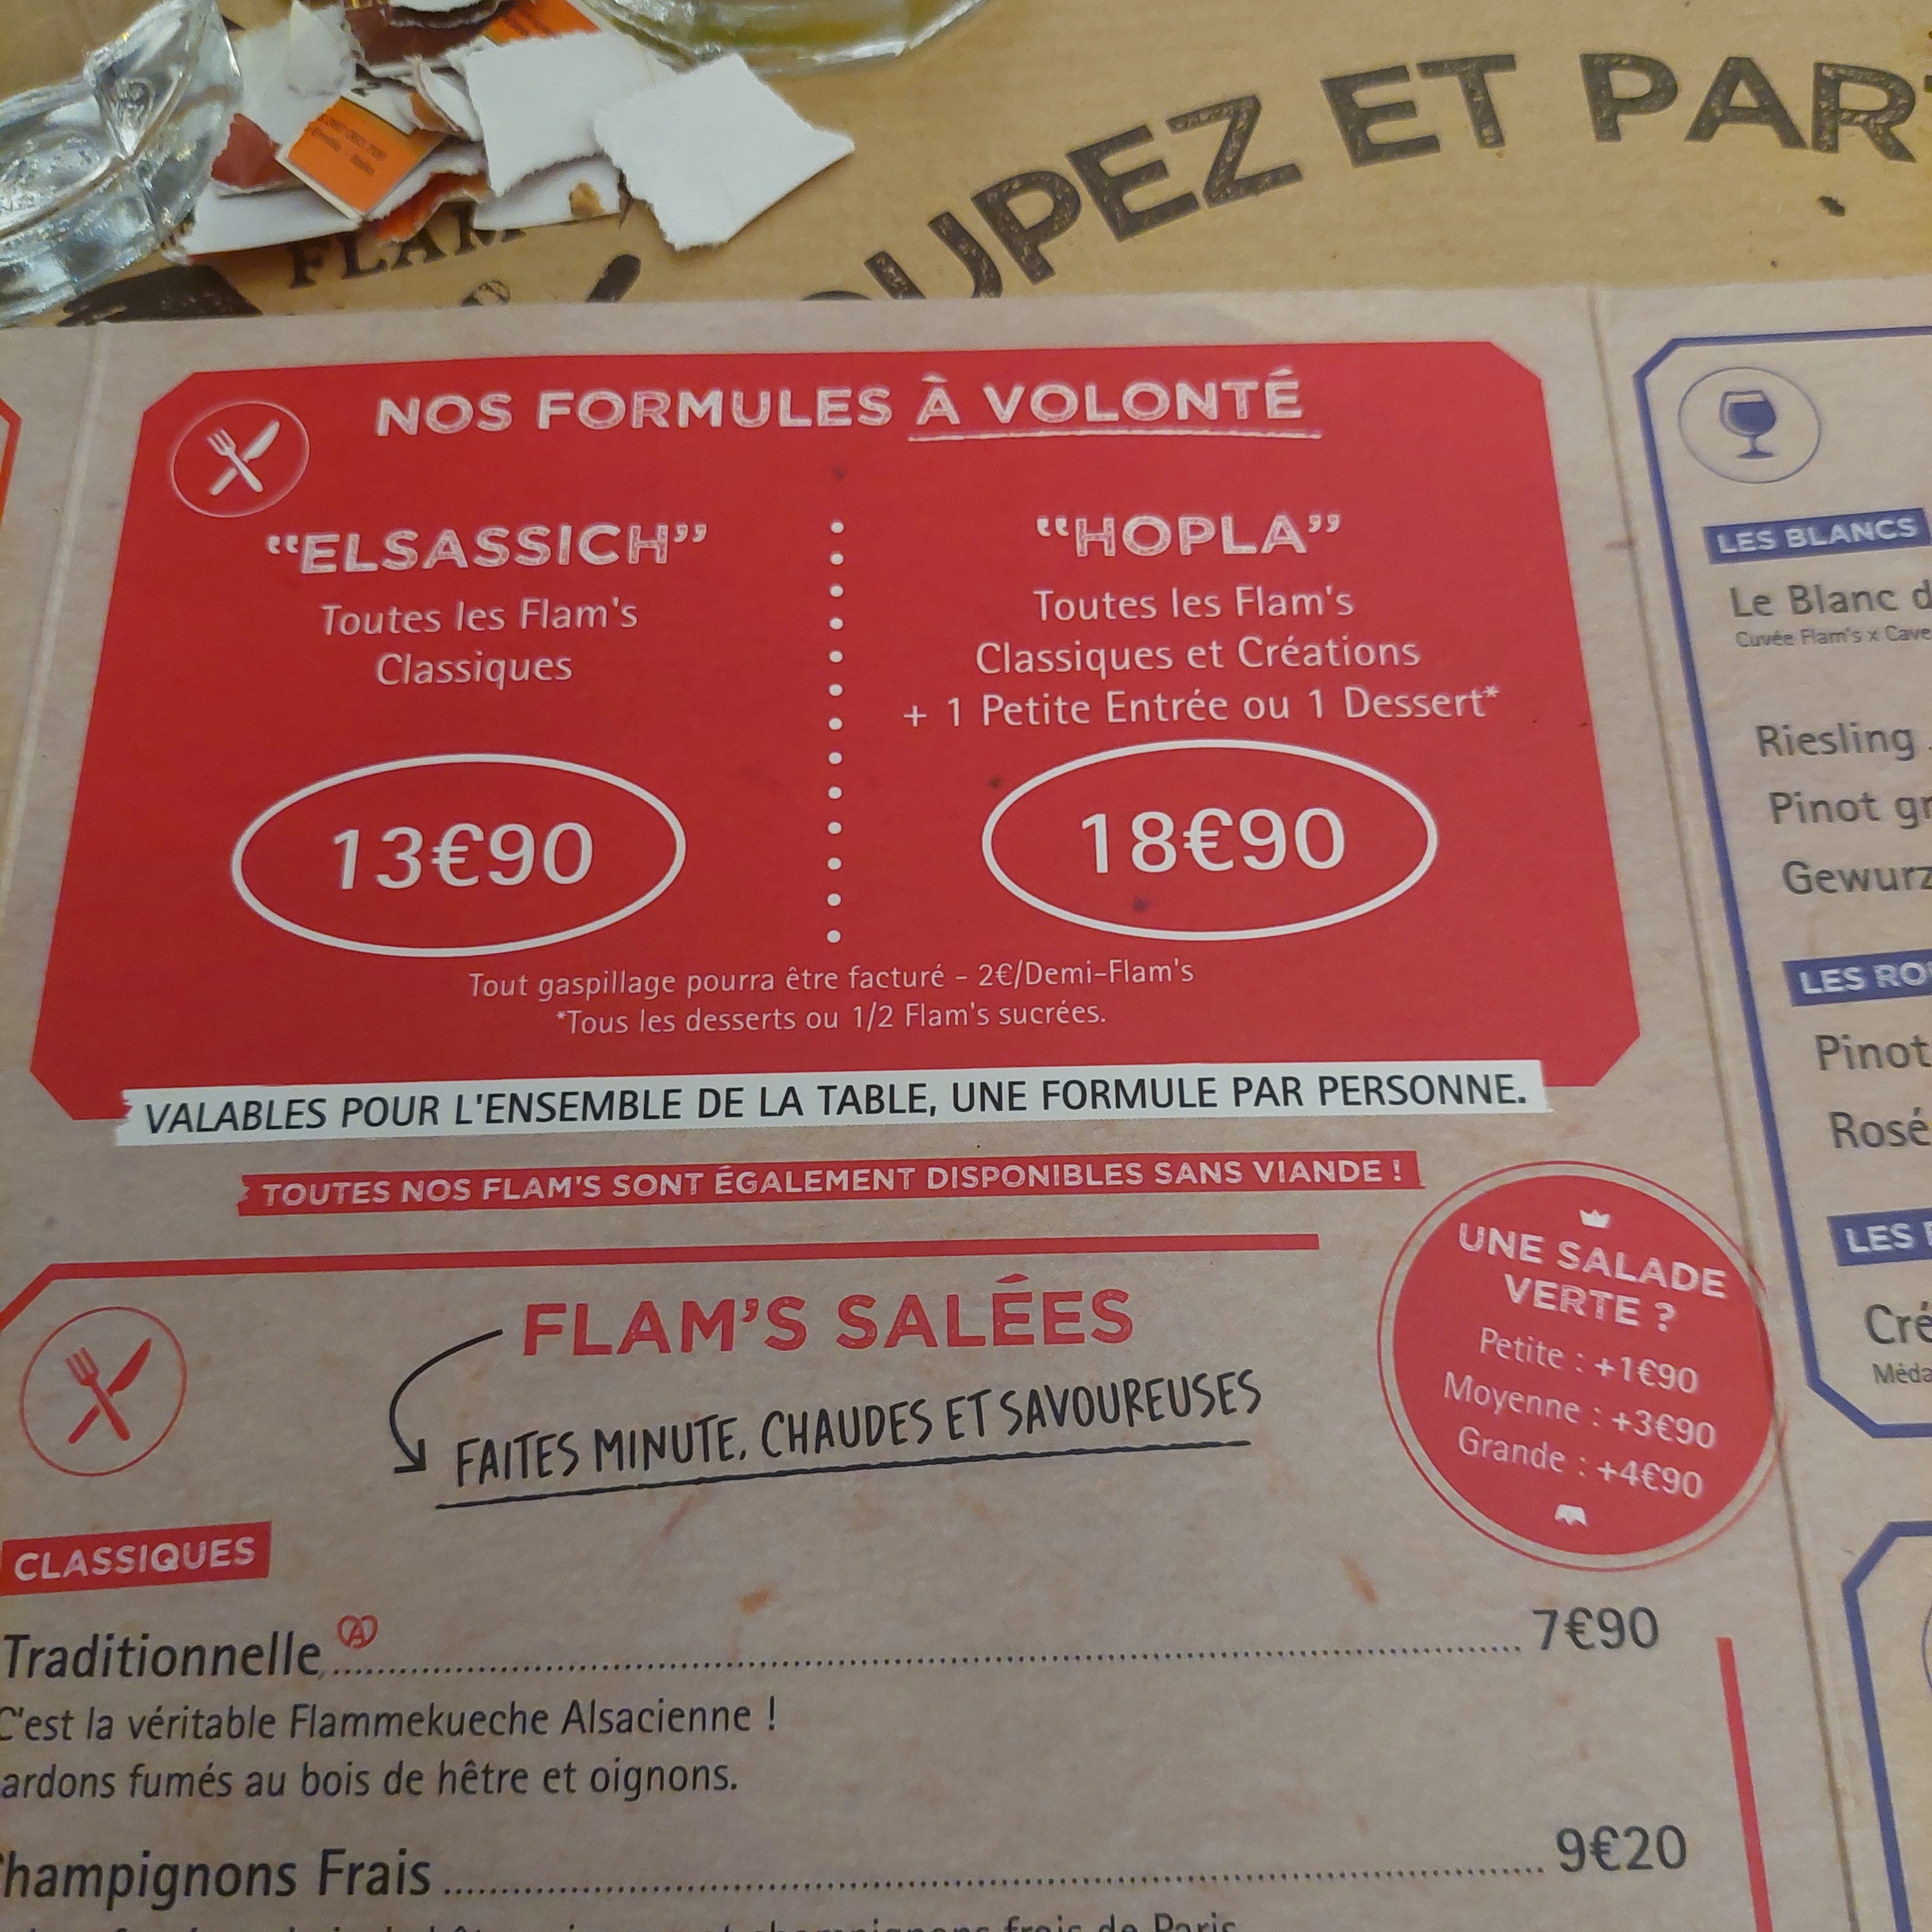 FLAM
OUPEZ ET PART
NOS FORMULES À VOLONTÉ
“ELSASSICH”
Toutes les Flam's
Classiques
13€90
“HOPLA”
Toutes les Flam's
Classiques et Créations
+ 1 Petite Entrée ou 1 Dessert*
18€90
Tout gaspillage pourra être facturé - 2€/Demi-Flam's
*Tous les desserts ou 1/2 Flam's sucrées.
VALABLES POUR L'ENSEMBLE DE LA TABLE, UNE FORMULE PAR PERSONNE.
TOUTES NOS FLAM'S SONT ÉGALEMENT DISPONIBLES SANS VIANDE !
FLAM'S SALÉES
FAITES MINUTE, CHAUDES ET SAVOUREUSES
UNE SALADE
VERTE ?
Petite : +1€90
Moyenne : +3€90
Grande : +4€90
CLASSIQUES
Traditionnelle 7€90
C'est la véritable Flammekueche Alsacienne !
ardons fumés au bois de hêtre et oignons.
hampignons Frais 9€20
frais de Paris
LES BLANCS
Le Blanc d
Cuvée Flam's x Cave
Riesling
Pinot gr
Gewurz
LES RO
Pinot
Rosé
LES
Cré
Méda